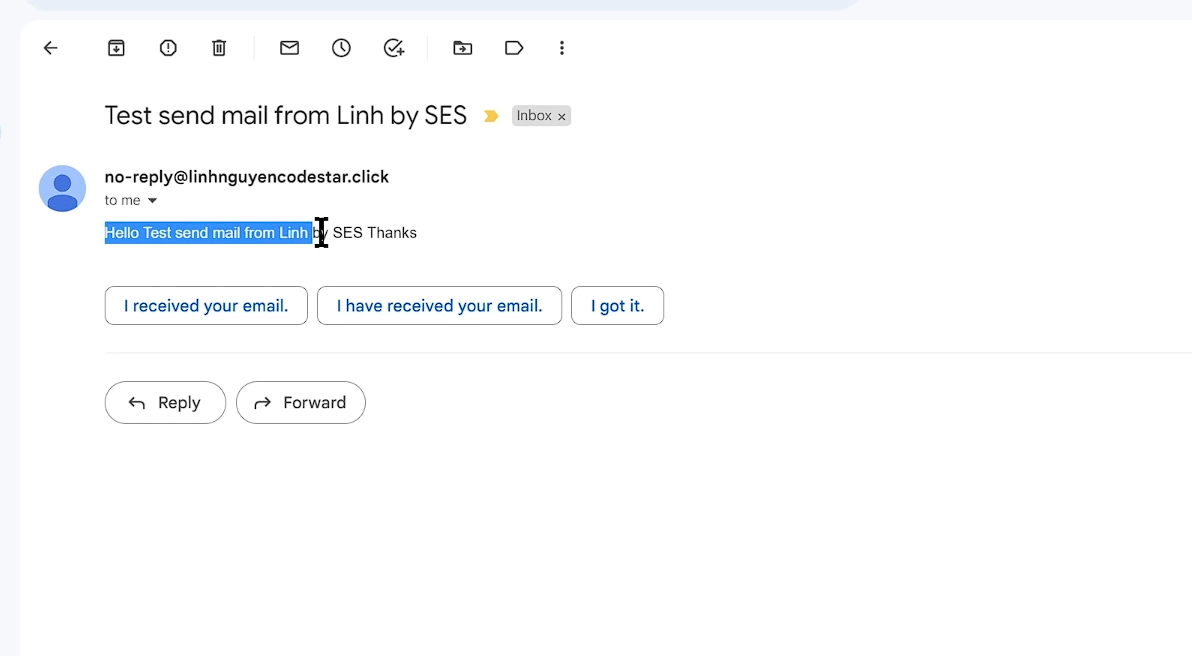 Test send mail from Linh by SES Inbox ×
no-reply@linhnguyencodestar.click
to me
Hello Test send mail from Linh by SES Thanks
I received your email. I have received your email. I got it.
Reply Forward